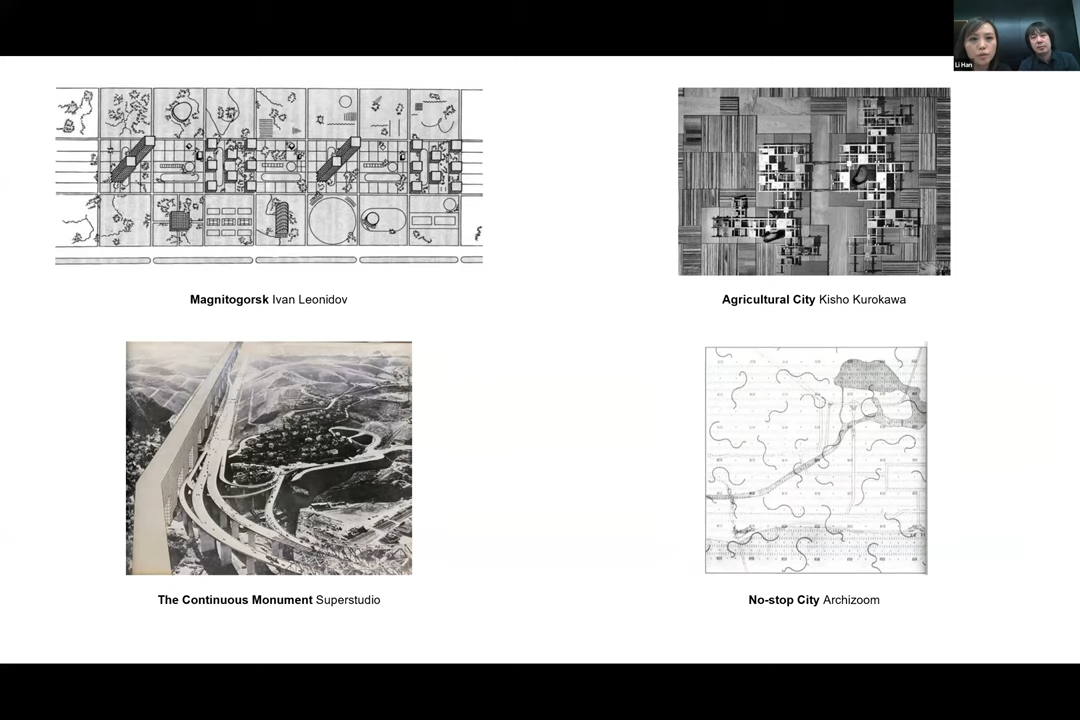 Li Han
Magnitogorsk Ivan Leonidov
Agricultural City Kisho Kurokawa
The Continuous Monument Superstudio
No-stop City Archizoom